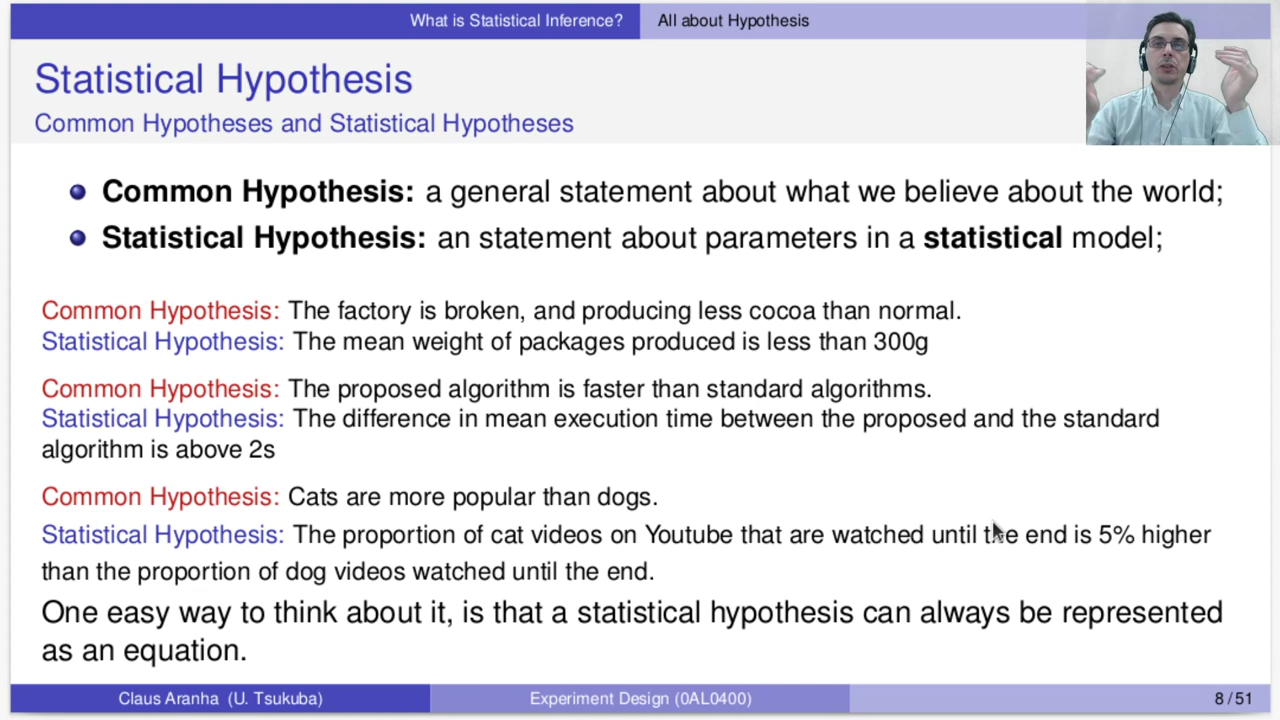 What is Statistical Inference? All about Hypothesis
Statistical Hypothesis
Common Hypotheses and Statistical Hypotheses
Common Hypothesis: a general statement about what we believe about the world;
Statistical Hypothesis: an statement about parameters in a statistical model;
Common Hypothesis: The factory is broken, and producing less cocoa than normal.
Statistical Hypothesis: The mean weight of packages produced is less than 300g
Common Hypothesis: The proposed algorithm is faster than standard algorithms.
Statistical Hypothesis: The difference in mean execution time between the proposed and the standard
algorithm is above 2s
Common Hypothesis: Cats are more popular than dogs.
Statistical Hypothesis: The proportion of cat videos on Youtube that are watched until the end is 5% higher
than the proportion of dog videos watched until the end.
One easy way to think about it, is that a statistical hypothesis can always be represented
as an equation.
Claus Aranha (U. Tsukuba) Experiment Design (0AL0400) 8 / 51